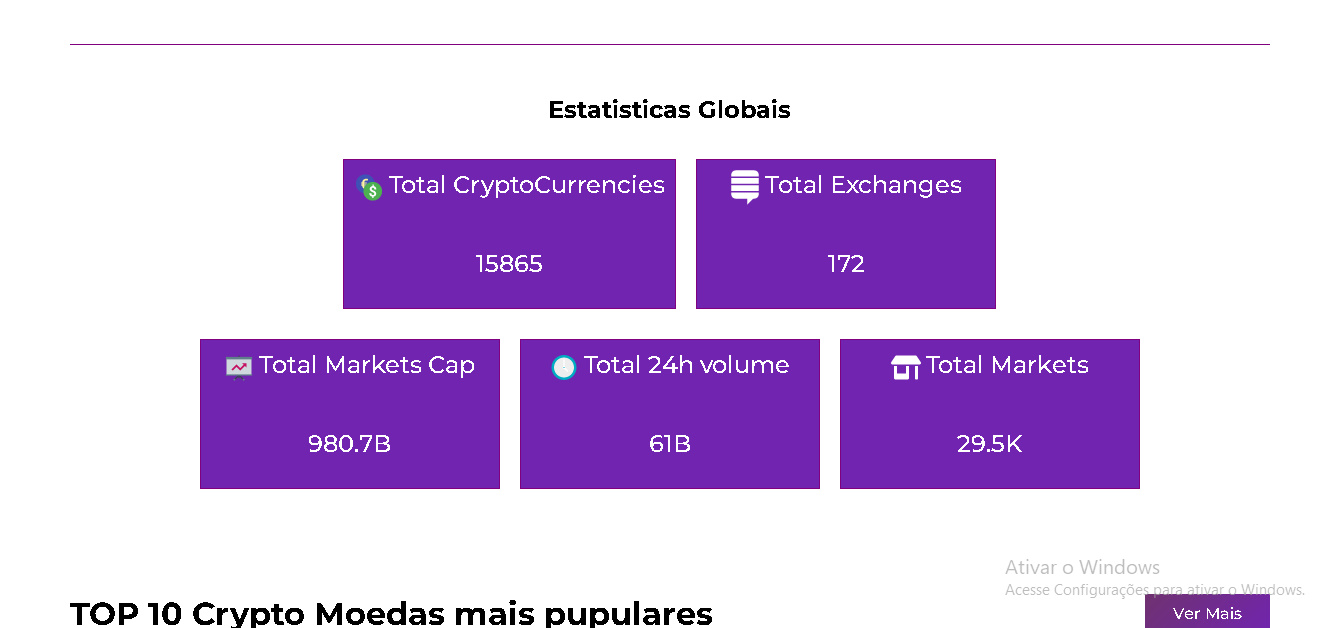 Estatisticas Globais
Total CryptoCurrencies
15865
Total Exchanges
172
Total Markets Cap
980.7B
Total 24h volume
61B
Total Markets
29.5K
Ativar o Windows
Acesse Configurações para ativar o Windows.
TOP 10 Crypto Moedas mais pupulares
Ver Mais